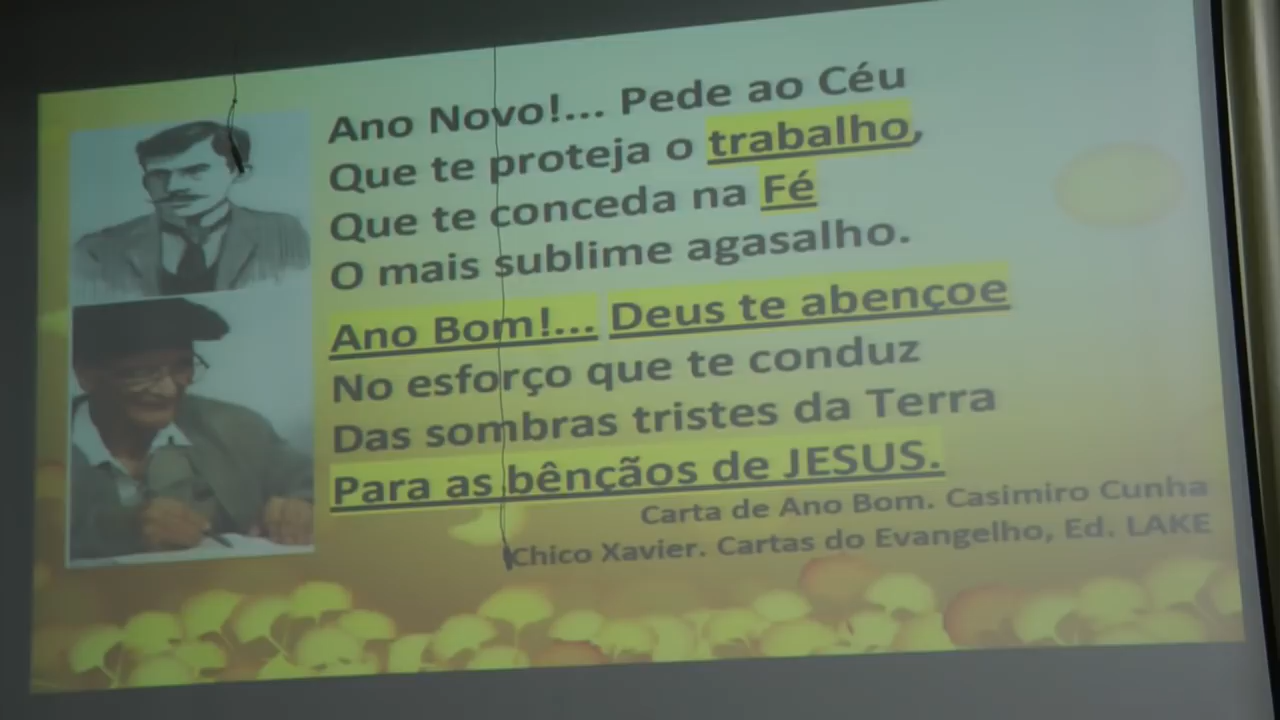 Ano Novo!... Pede ao Céu
Que te proteja o trabalho,
Que te conceda na Fé
O mais sublime agasalho.
Ano Bom!... Deus te abençoe
No esforço que te conduz
Das sombras tristes da Terra
Para as bênçãos de JESUS.
Carta de Ano Bom. Casimiro Cunha
Chico Xavier. Cartas do Evangelho, Ed. LAKE